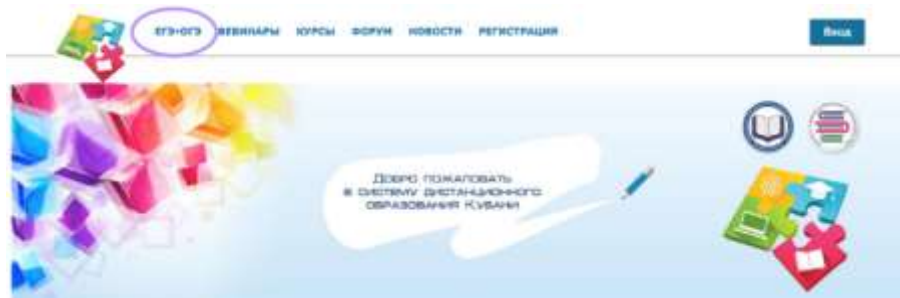 ЕГЭ+ОГЭ ВЕБИНАРЫ КУРСЫ ФОРУМ НОВОСТИ РЕГИСТРАЦИЯ Вход
Добро пожаловать
в систему дистанционного
образования Кубани